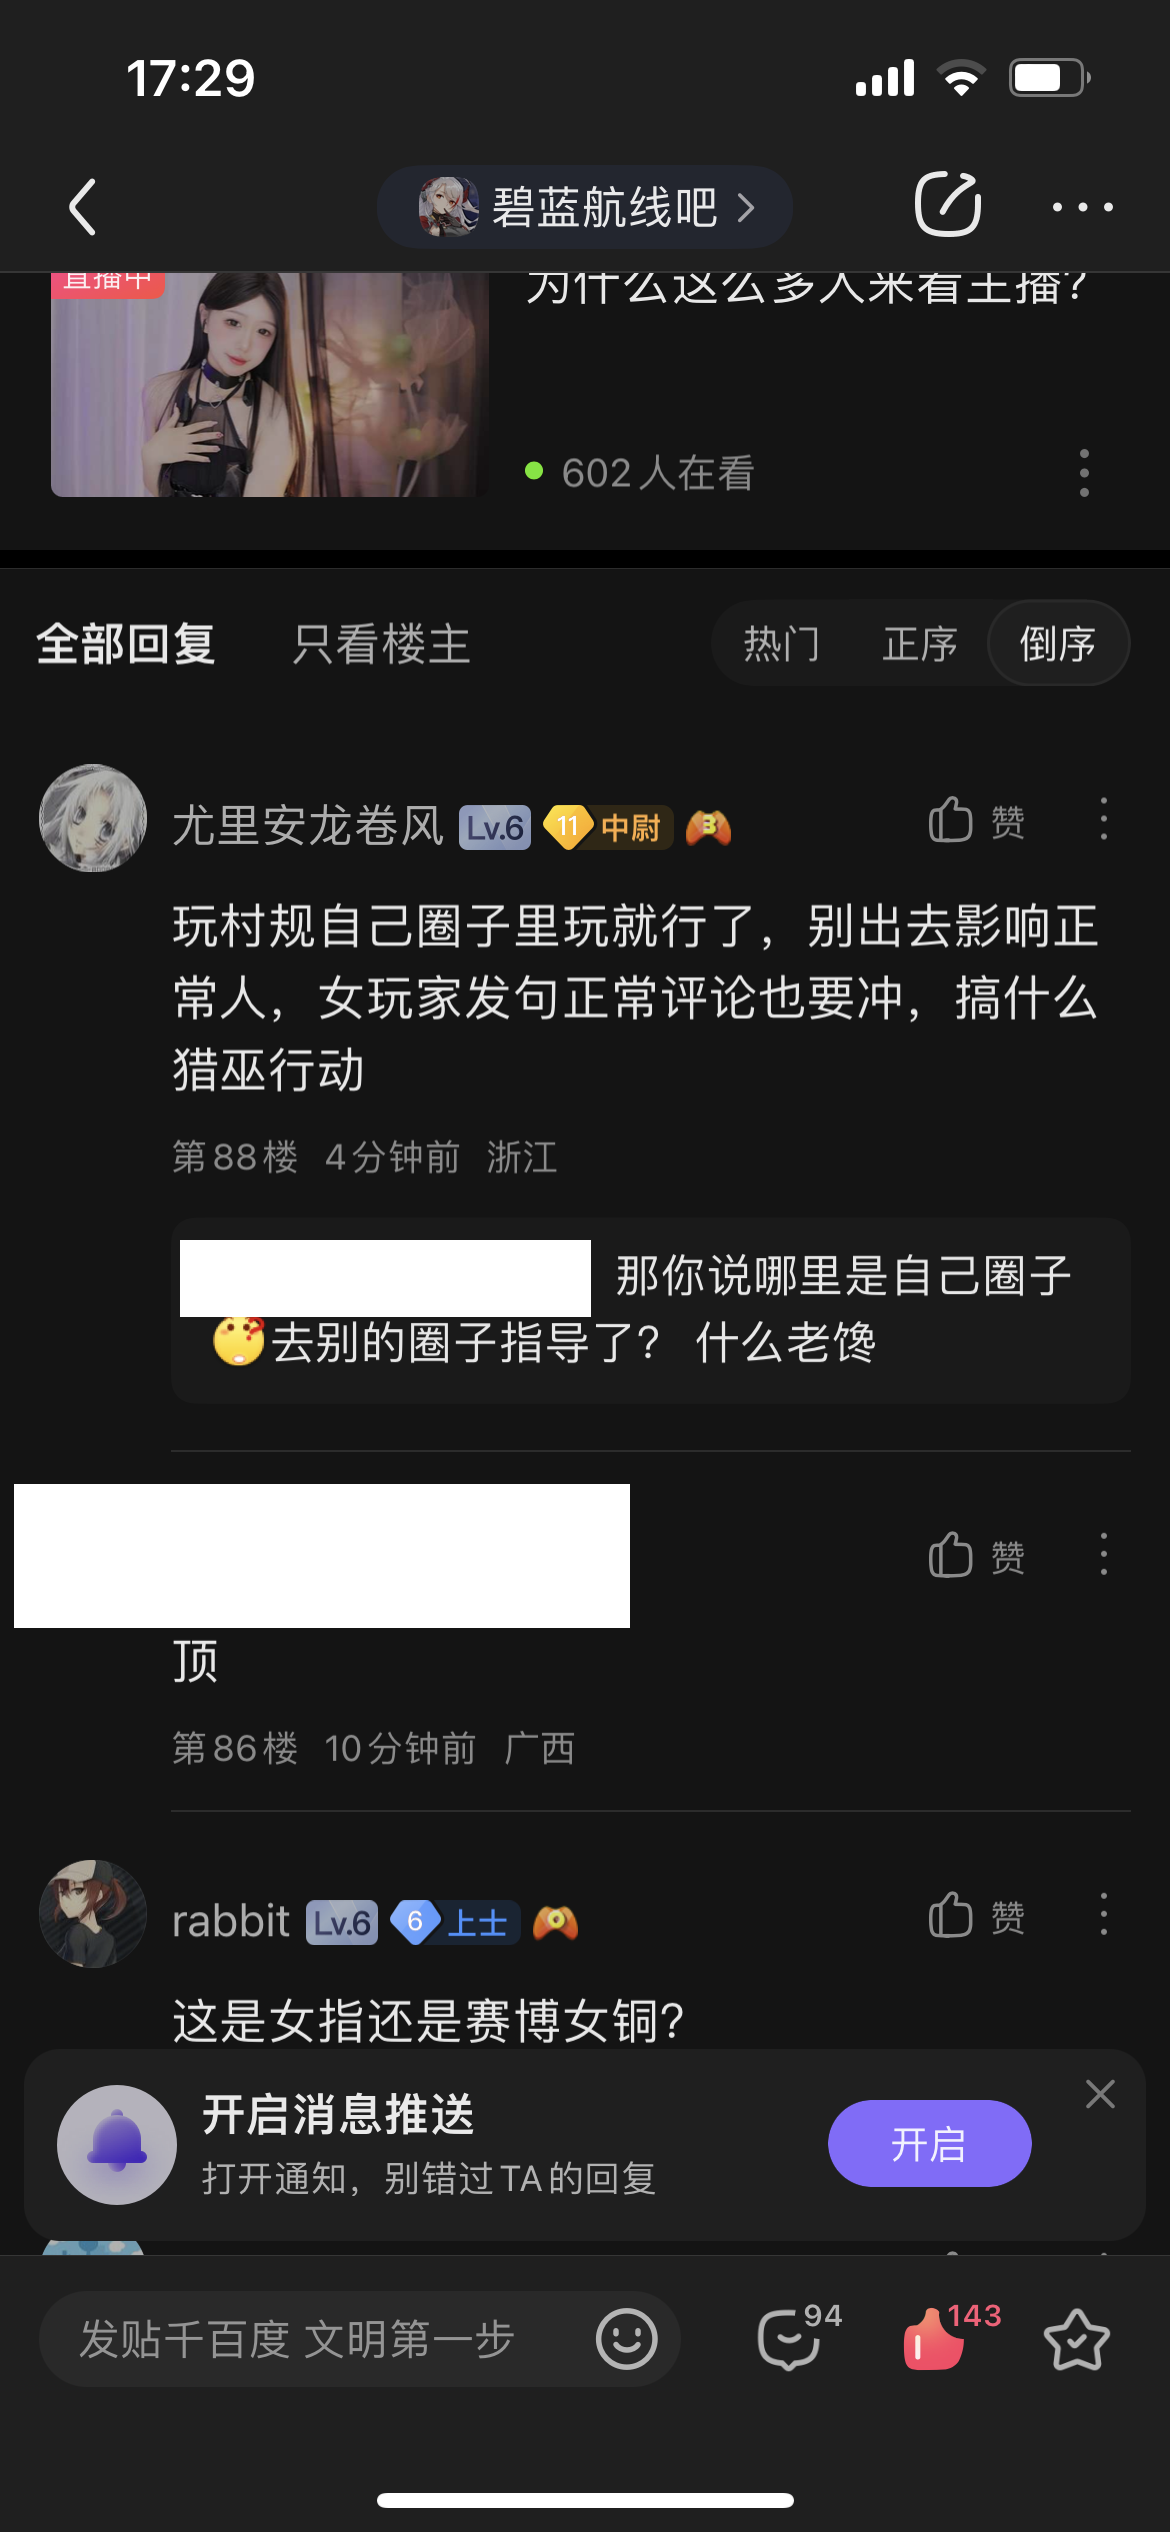 17:29
碧蓝航线吧
直播中
为什么这么多人来看主播?
602人在看
全部回复 只看楼主 热门 正序 倒序
尤里安龙卷风 Lv.6 11 中尉 3 赞
玩村规自己圈子里玩就行了，别出去影响正
常人，女玩家发句正常评论也要冲，搞什么
猎巫行动
第88楼 4分钟前 浙江
那你说哪里是自己圈子
去别的圈子指导了? 什么老馋
赞
顶
第86楼 10分钟前 广西
rabbit Lv.6 6 上士 0 赞
这是女指还是赛博女铜?
开启消息推送
打开通知，别错过TA的回复
开启
发贴千百度 文明第一步 94 143